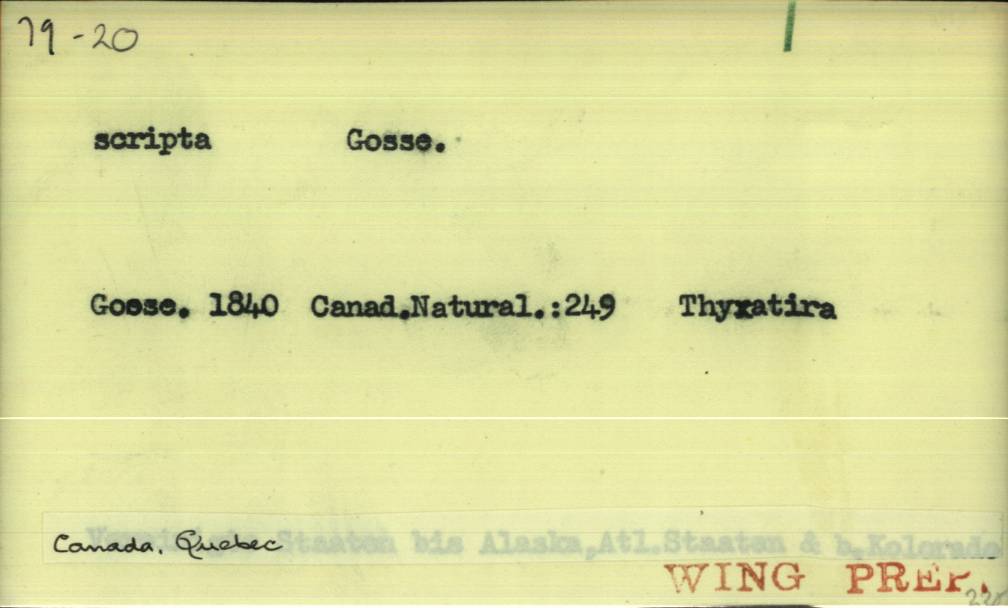 19-20
scripta Gosse.
Gosse. 1840 Canad.Natural.:249 Thyxatira
Canada, Quebec
Staaten bis Alaska,Atl.Staaten & b.Kolorado
WING PREP.